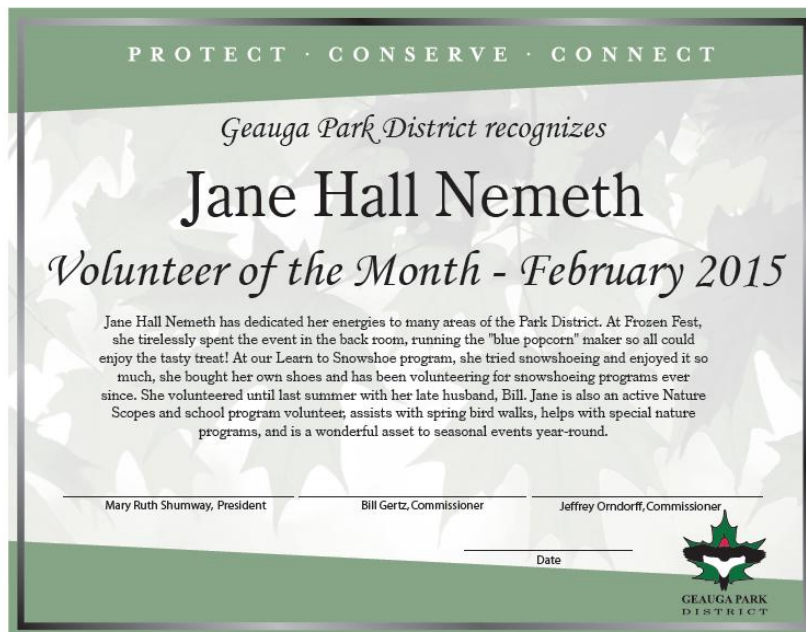 PROTECT · CONSERVE · CONNECT
Geauga Park District recognizes
Jane Hall Nemeth
Volunteer of the Month - February 2015
Jane Hall Nemeth has dedicated her energies to many areas of the Park District. At Frozen Fest,
she tirelessly spent the event in the back room, running the "blue popcorn" maker so all could
enjoy the tasty treat! At our Learn to Snowshoe program, she tried snowshoeing and enjoyed it so
much, she bought her own shoes and has been volunteering for snowshoeing programs ever
since. She volunteered until last summer with her late husband, Bill. Jane is also an active Nature
Scopes and school program volunteer, assists with spring bird walks, helps with special nature
programs, and is a wonderful asset to seasonal events year-round.
Mary Ruth Shumway, President
Bill Gertz, Commissioner
Jeffrey Orndorff, Commissioner
Date
GEAUGA PARK
DISTRICT